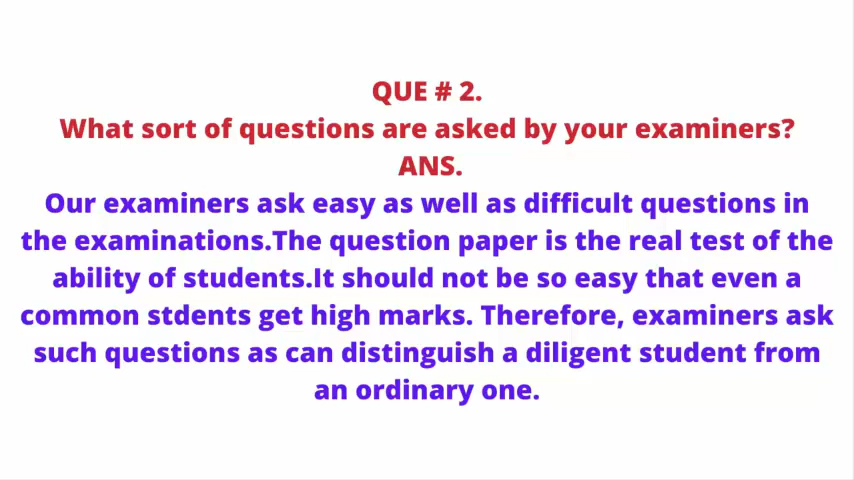 QUE # 2.
What sort of questions are asked by your examiners?
ANS.
Our examiners ask easy as well as difficult questions in
the examinations.The question paper is the real test of the
ability of students.It should not be so easy that even a
common stdents get high marks. Therefore, examiners ask
such questions as can distinguish a diligent student from
an ordinary one.